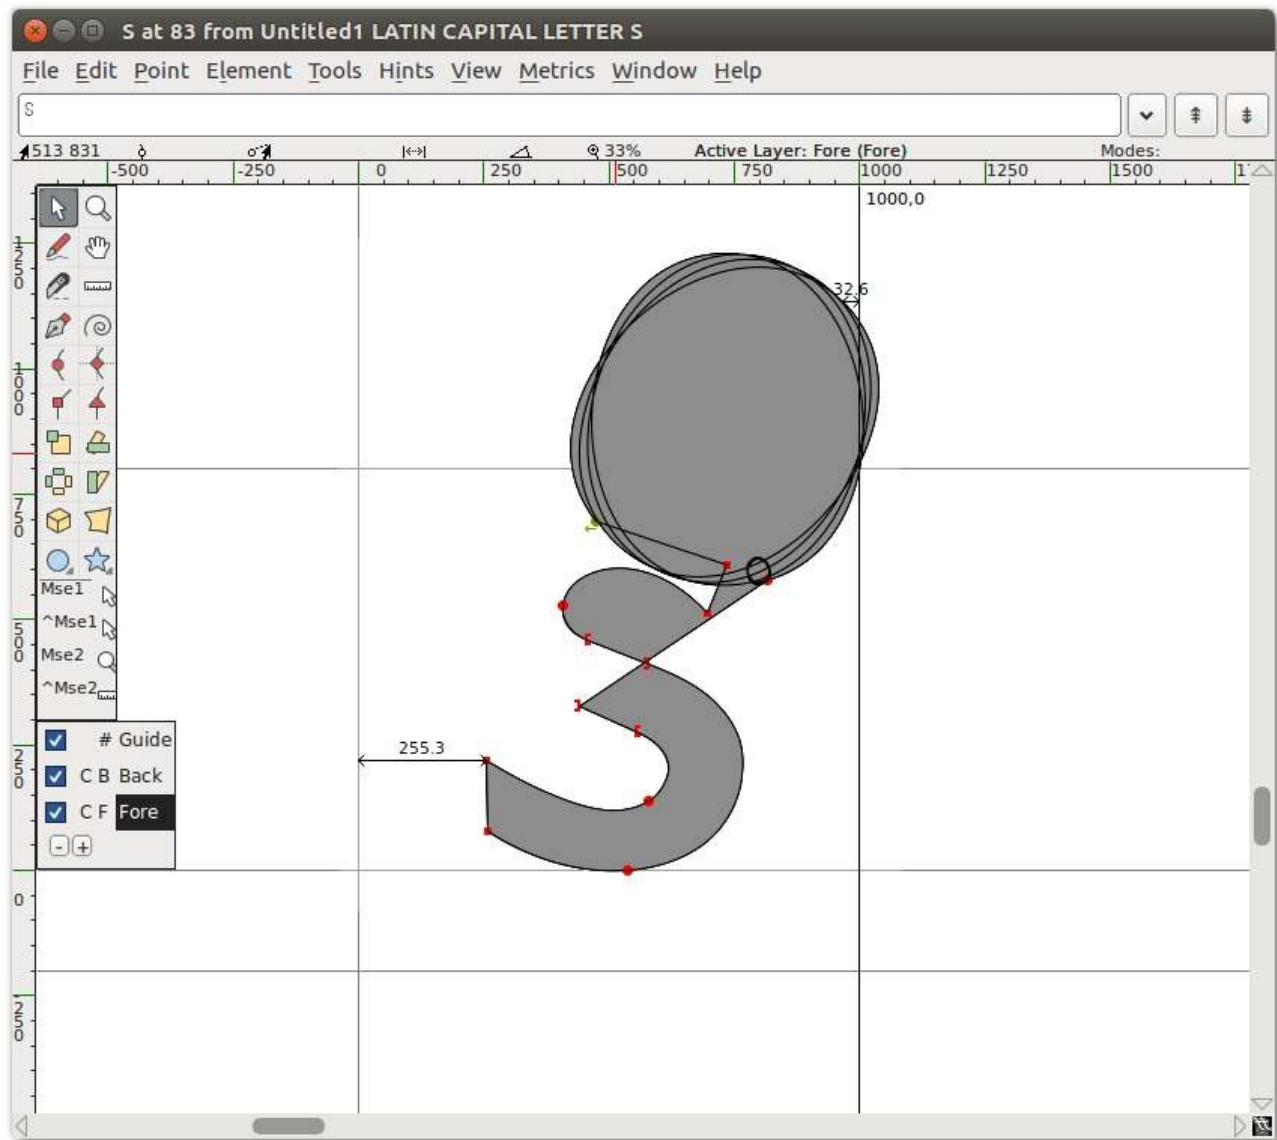 S at 83 from Untitled1 LATIN CAPITAL LETTER S
File Edit Point Element Tools Hints View Metrics Window Help
S
513 831 33% Active Layer: Fore (Fore) Modes:
-500 -250 0 250 500 750 1000 1250 1500 1
1000,0
1250
32.6
1000
750
Mse1
^Mse1
500
Mse2
^Mse2
# Guide
250
255.3
C B Back
C F Fore
- +
0
-250